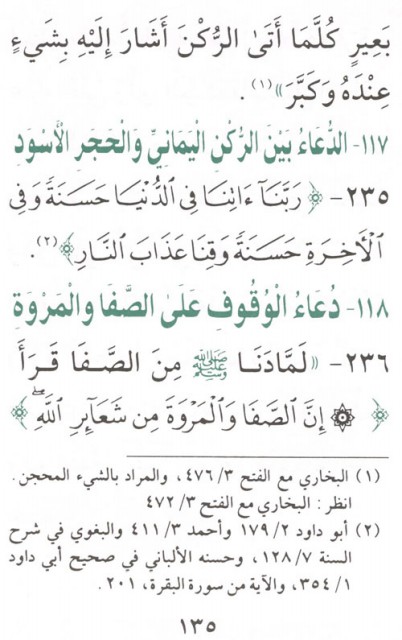 بَعِيرٍ كُلَّمَا أَتَىٰ الرُّكْنَ أَشَارَ إِلَيْهِ بِشَيْءٍ
عِنْدَهُ وَكَبَّرَ»(١).
١١٧- الدُّعَاءُ بَيْنَ الرُّكْنِ الْيَمَانِيِّ وَالْحَجَرِ الْأَسْوَدِ
٢٣٥- ﴿رَبَّنَآ ءَاتِنَا فِى ٱلدُّنْيَا حَسَنَةً وَفِى
ٱلْأَخِرَةِ حَسَنَةً وَقِنَا عَذَابَ ٱلنَّارِ﴾(٢).
١١٨- دُعَاءُ الْوُقُوفِ عَلَىٰ الصَّفَا وَالْمَرْوَةِ
٢٣٦- «لَمَّا دَنَا ﷺ مِنَ الصَّفَا قَرَأَ
﴿۞ إِنَّ ٱلصَّفَا وَٱلْمَرْوَةَ مِن شَعَآئِرِ ٱللَّهِۖ﴾
(١) البخاري مع الفتح ٣/ ٤٧٦، والمراد بالشيء المحجن.
انظر: البخاري مع الفتح ٣/ ٤٧٢
(٢) أبو داود ٢/ ١٧٩ وأحمد ٣/ ٤١١ والبغوي في شرح
السنة ٧/ ١٢٨، وحسنه الألباني في صحيح أبي داود
١/ ٣٥٤، والآية من سورة البقرة، ٢٠١.
١٣٥